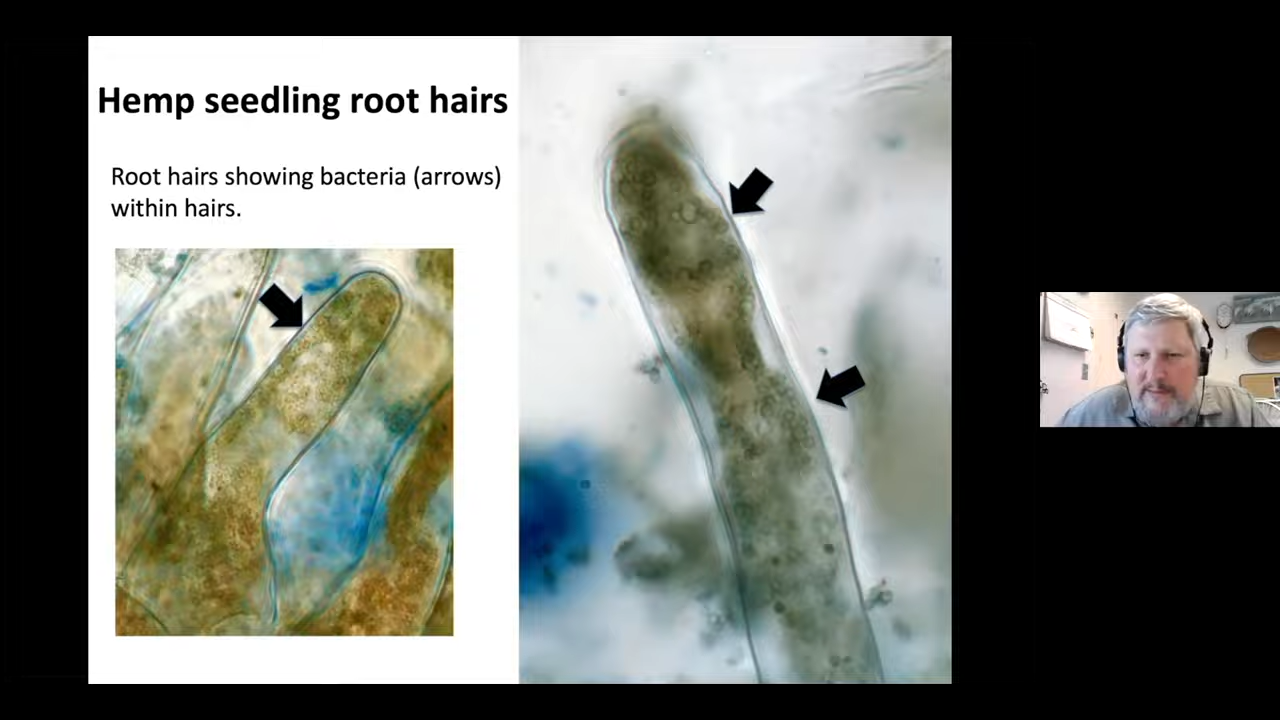 Hemp seedling root hairs
Root hairs showing bacteria (arrows)
within hairs.